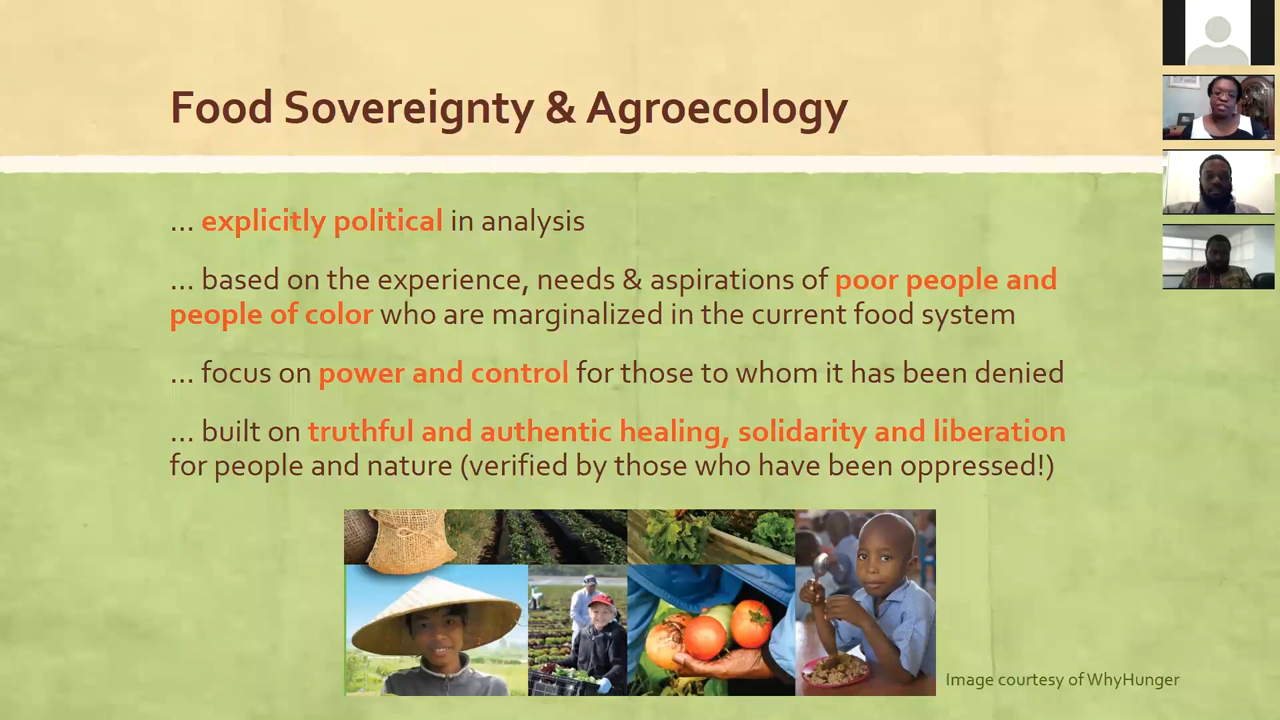 Food Sovereignty & Agroecology
... explicitly political in analysis
... based on the experience, needs & aspirations of poor people and
people of color who are marginalized in the current food system
... focus on power and control for those to whom it has been denied
... built on truthful and authentic healing, solidarity and liberation
for people and nature (verified by those who have been oppressed!)
Image courtesy of WhyHunger